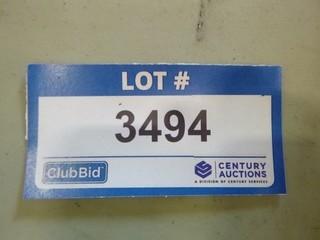 LOT #
3494
ClubBid
CENTURY
AUCTIONS
A DIVISION OF CENTURY SERVICES